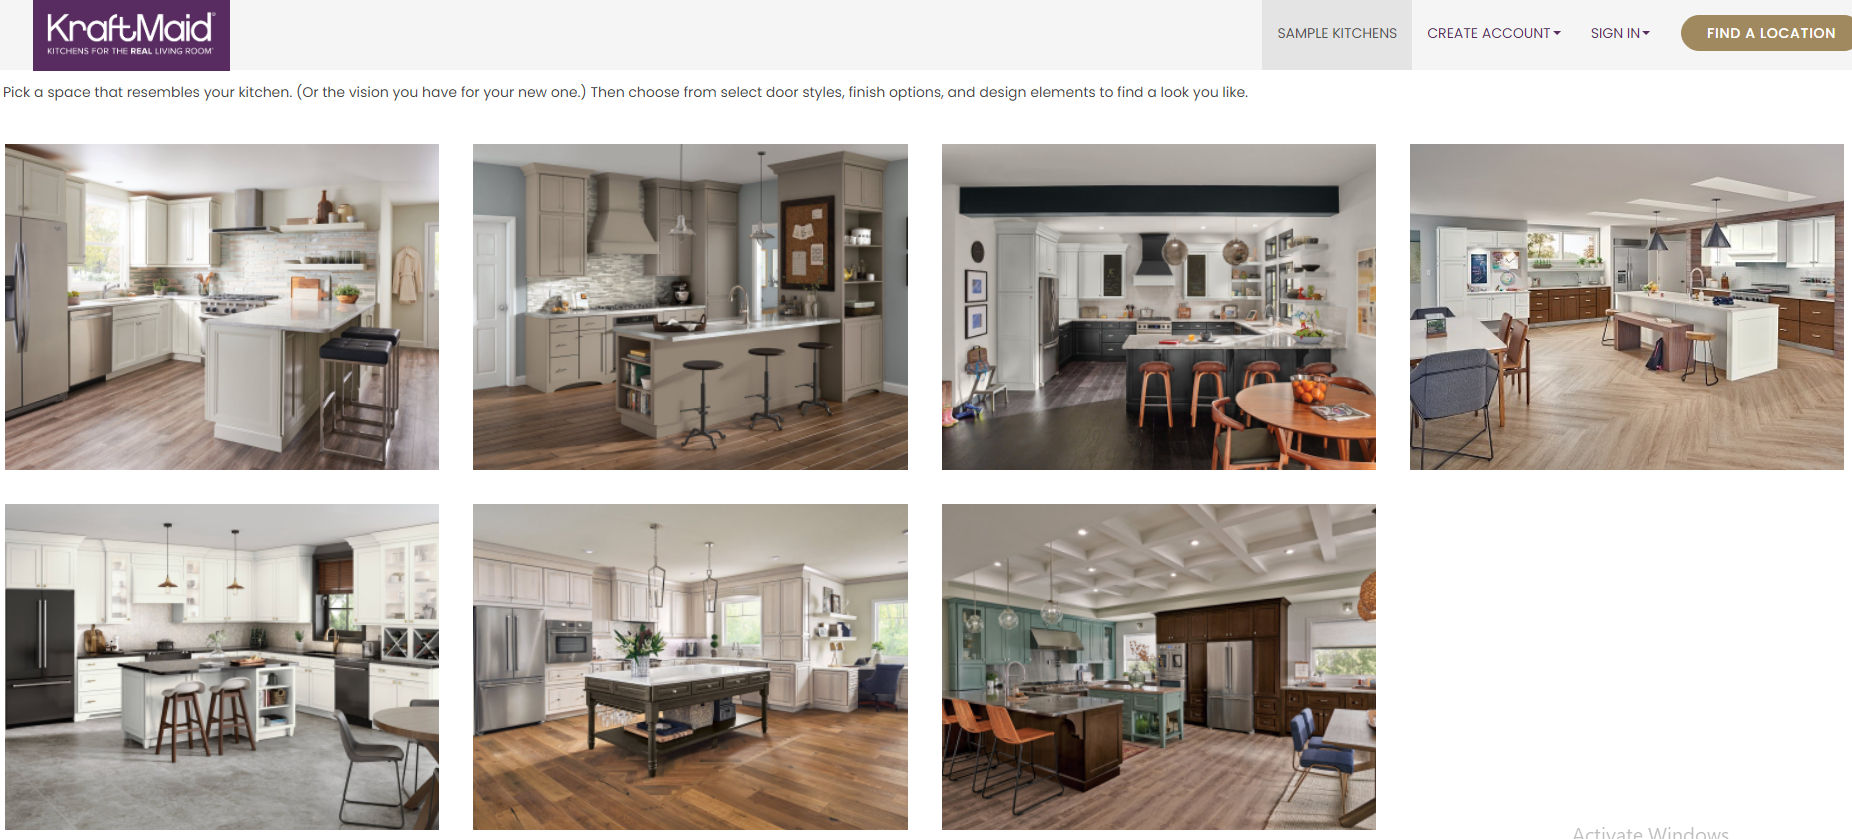 KraftMaid®
KITCHENS FOR THE REAL LIVING ROOM™
SAMPLE KITCHENS
CREATE ACCOUNT
SIGN IN
FIND A LOCATION
Pick a space that resembles your kitchen. (Or the vision you have for your new one.) Then choose from select door styles, finish options, and design elements to find a look you like.
Activate Windows